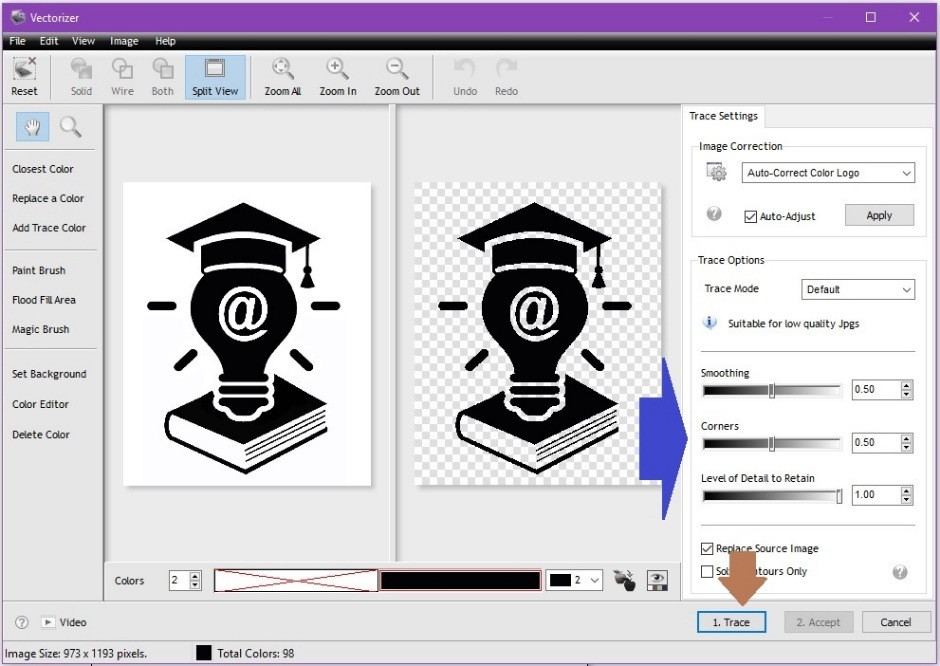 Vectorizer
File Edit View Image Help
Reset Solid Wire Both Split View Zoom All Zoom In Zoom Out Undo Redo
Closest Color
Replace a Color
Add Trace Color
Paint Brush
Flood Fill Area
Magic Brush
Set Background
Color Editor
Delete Color
@
@
Trace Settings
Image Correction
Auto-Correct Color Logo
Auto-Adjust Apply
Trace Options
Trace Mode Default
Suitable for low quality Jpgs
Smoothing
0.50
Corners
0.50
Level of Detail to Retain
1.00
Replace Source Image
Contours Only
Colors 2 2
Video
1. Trace 2. Accept Cancel
Image Size: 973 x 1193 pixels. Total Colors: 98